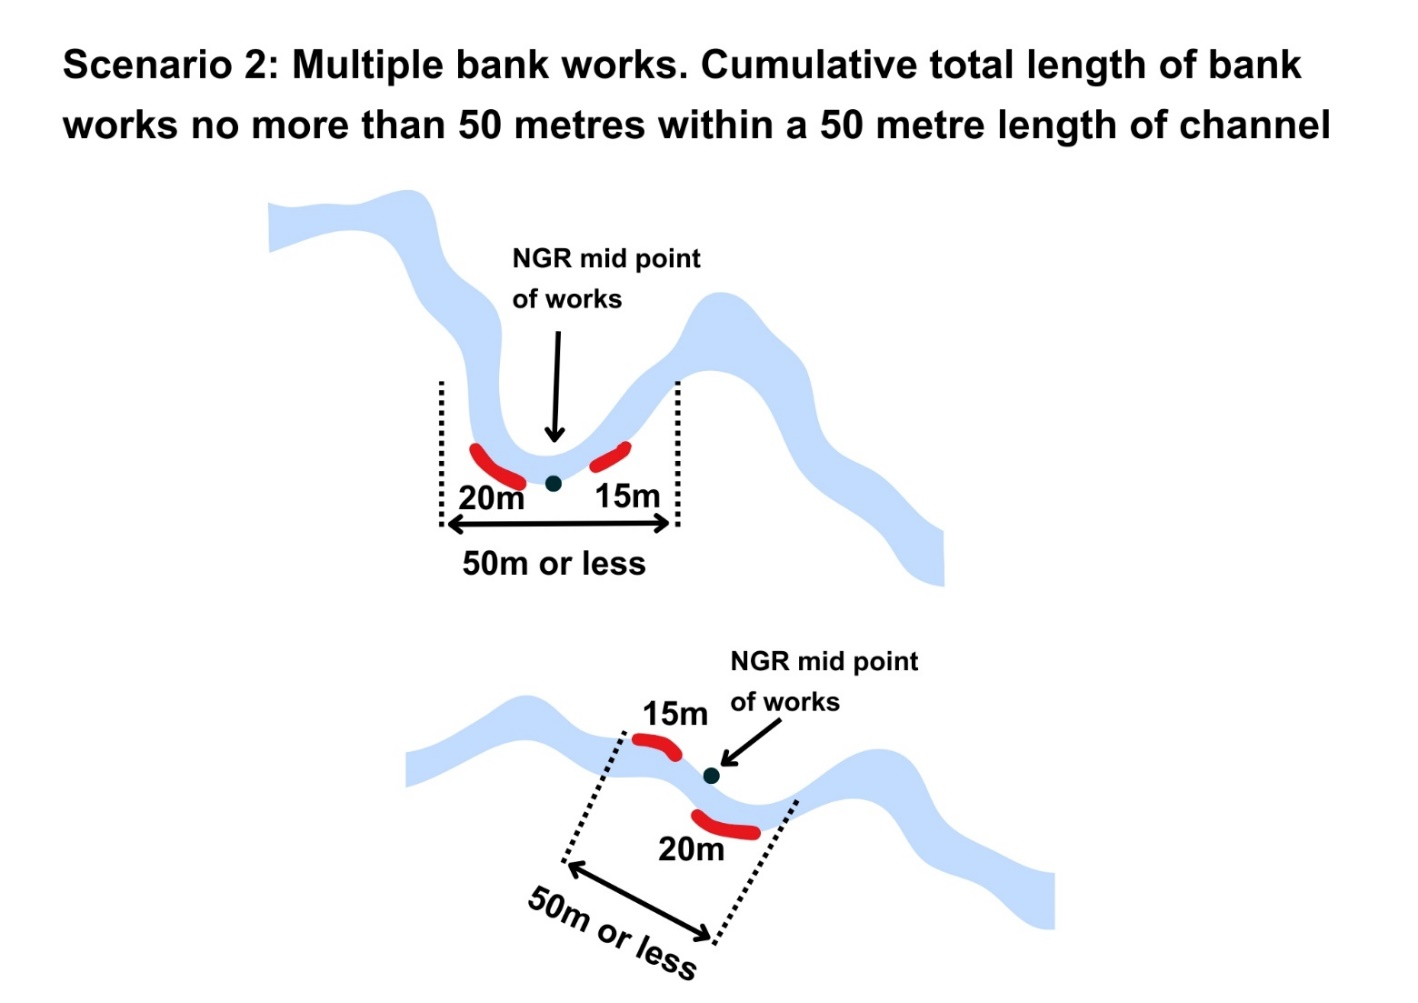 Scenario 2: Multiple bank works. Cumulative total length of bank
works no more than 50 metres within a 50 metre length of channel
NGR mid point
of works
20m
15m
50m or less
NGR mid point
of works
15m
20m
50m or less